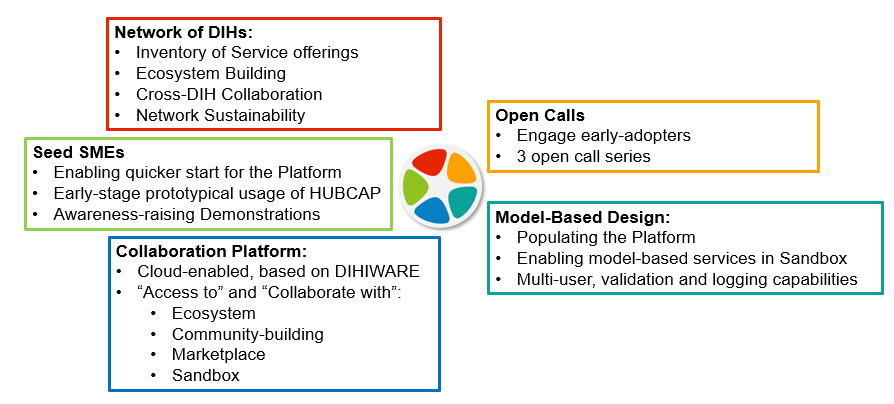 Network of DIHs:
• Inventory of Service offerings
• Ecosystem Building
• Cross-DIH Collaboration
• Network Sustainability
Seed SMEs
• Enabling quicker start for the Platform
• Early-stage prototypical usage of HUBCAP
• Awareness-raising Demonstrations
Collaboration Platform:
• Cloud-enabled, based on DIHIWARE
• “Access to” and “Collaborate with”:
• Ecosystem
• Community-building
• Marketplace
• Sandbox
Open Calls
• Engage early-adopters
• 3 open call series
Model-Based Design:
• Populating the Platform
• Enabling model-based services in Sandbox
• Multi-user, validation and logging capabilities